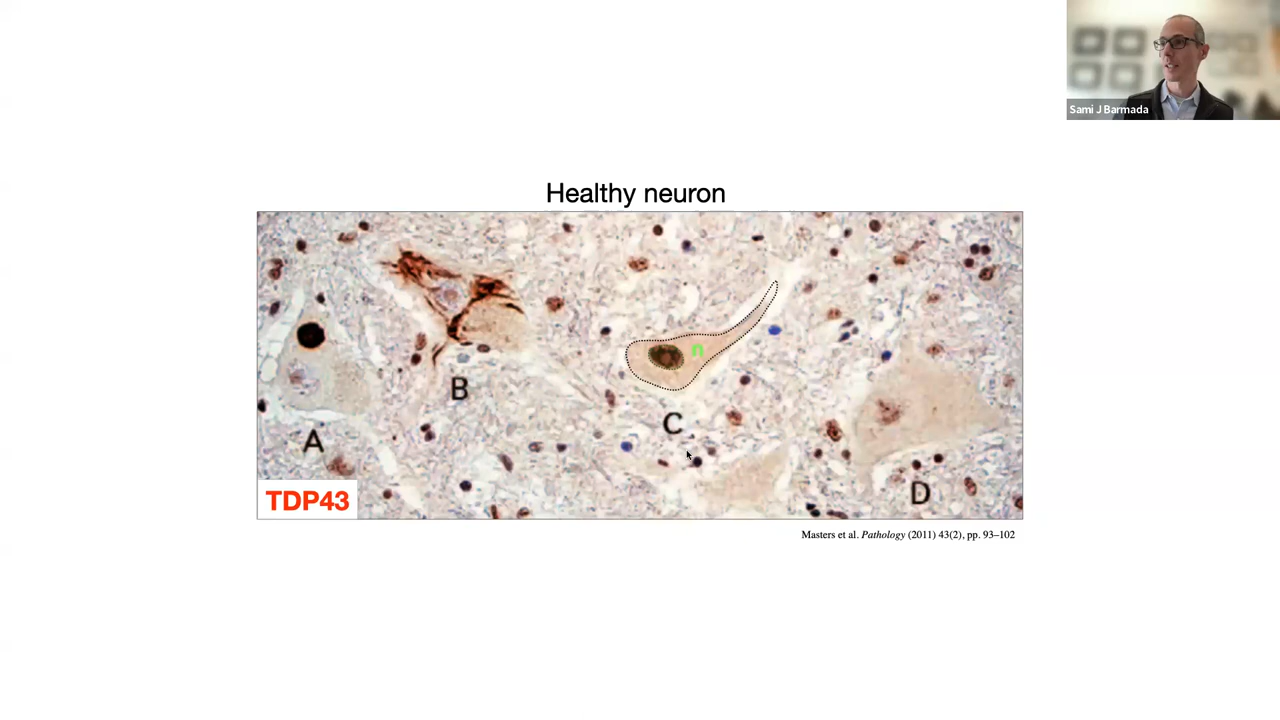 Sami J Barmada
Healthy neuron
n
B
A
C
D
TDP43
Masters et al. Pathology (2011) 43(2), pp. 93–102